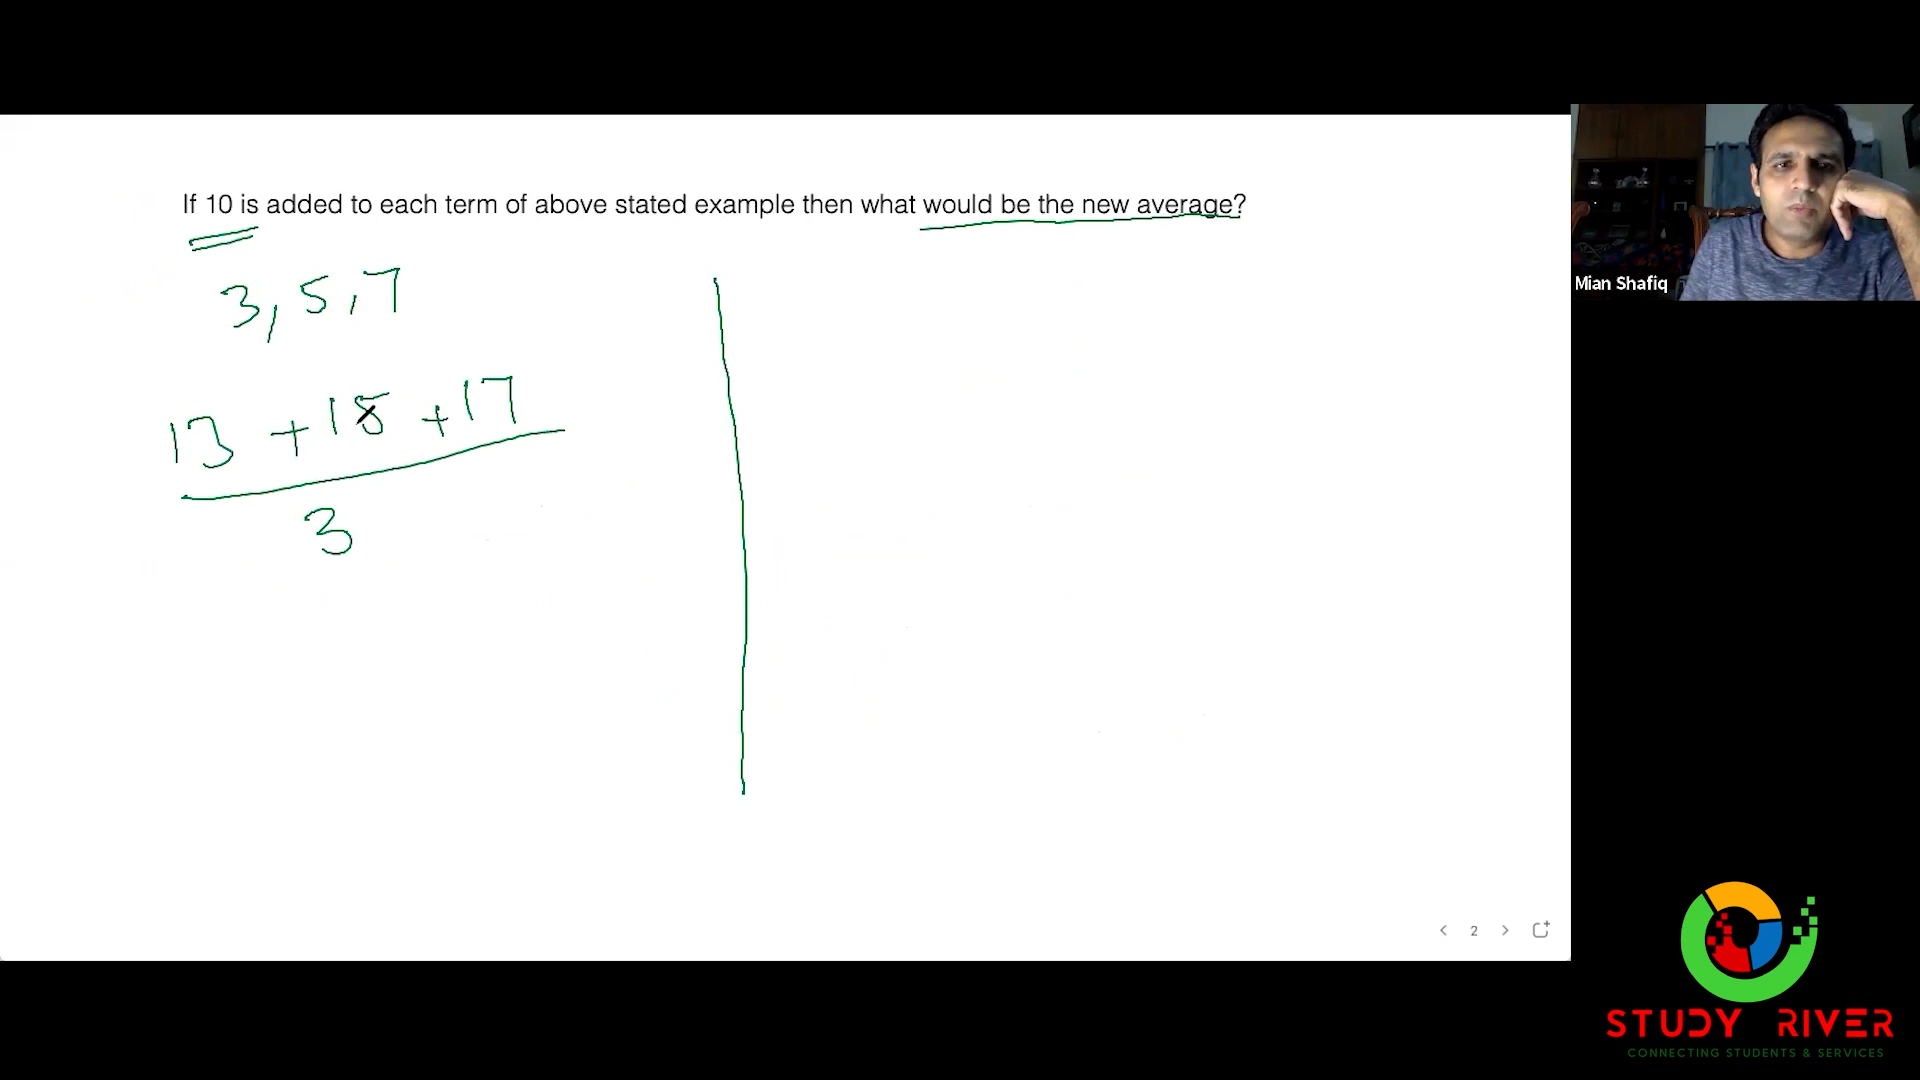 If 10 is added to each term of above stated example then what would be the new average?
3, 5, 7
13 + 15 + 17
3
2
Mian Shafiq
STUDY RIVER
CONNECTING STUDENTS & SERVICES